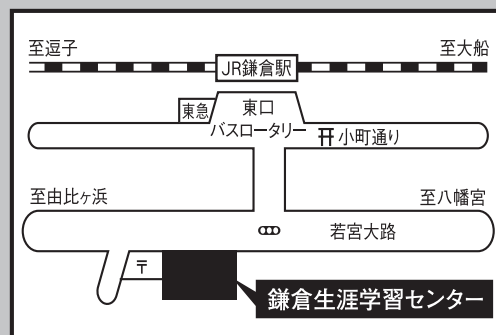 至逗子
至大船
JR鎌倉駅
東急
東口
バスロータリー
小町通り
至由比ヶ浜
至八幡宮
若宮大路
〒
鎌倉生涯学習センター